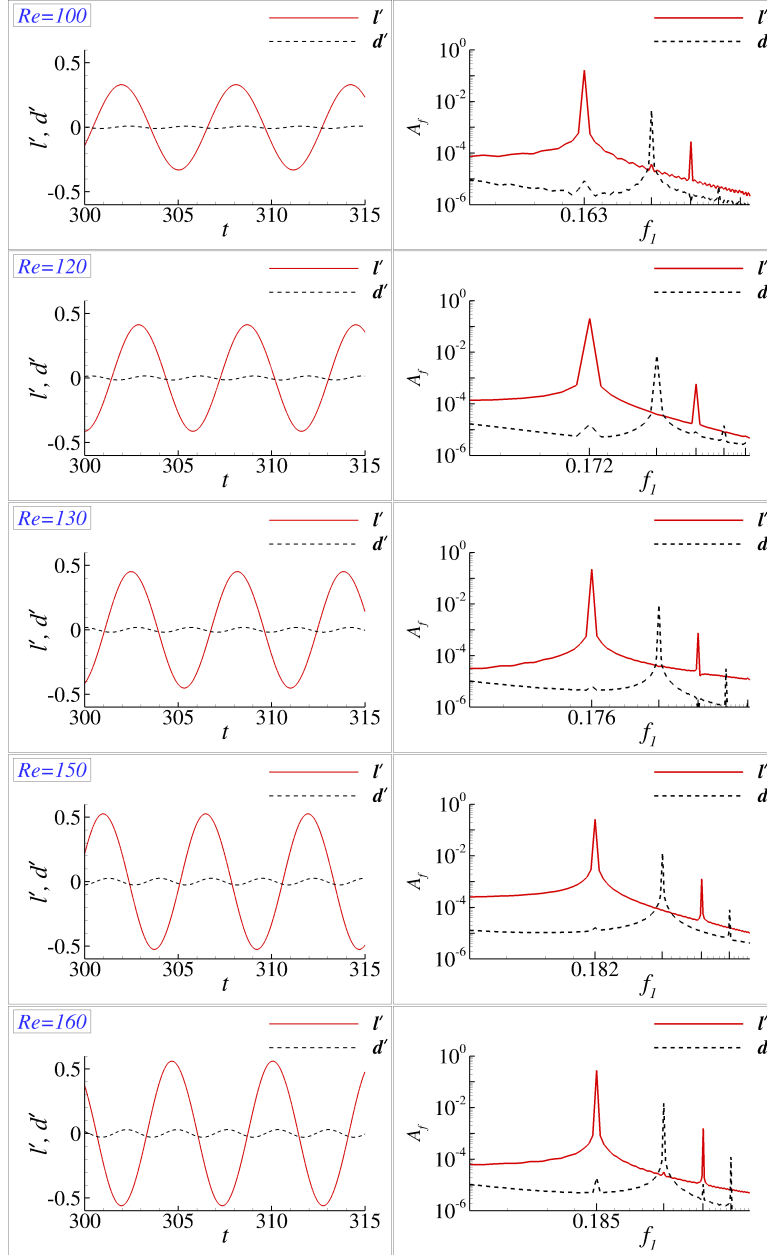 Re=100
l′
d′
l′, d′
0.5
0
-0.5
300
305
310
315
t
l′
d
A_f
10^0
10^-2
10^-4
10^-6
0.163
f_1
Re=120
l′
d′
l′, d′
0.5
0
-0.5
300
305
310
315
t
l′
d
A_f
10^0
10^-2
10^-4
10^-6
0.172
f_1
Re=130
l′
d′
l′, d′
0.5
0
-0.5
300
305
310
315
t
l′
d
A_f
10^0
10^-2
10^-4
10^-6
0.176
f_1
Re=150
l′
d′
l′, d′
0.5
0
-0.5
300
305
310
315
t
l′
d
A_f
10^0
10^-2
10^-4
10^-6
0.182
f_1
Re=160
l′
d′
l′, d′
0.5
0
-0.5
300
305
310
315
t
l′
d
A_f
10^0
10^-2
10^-4
10^-6
0.185
f_1